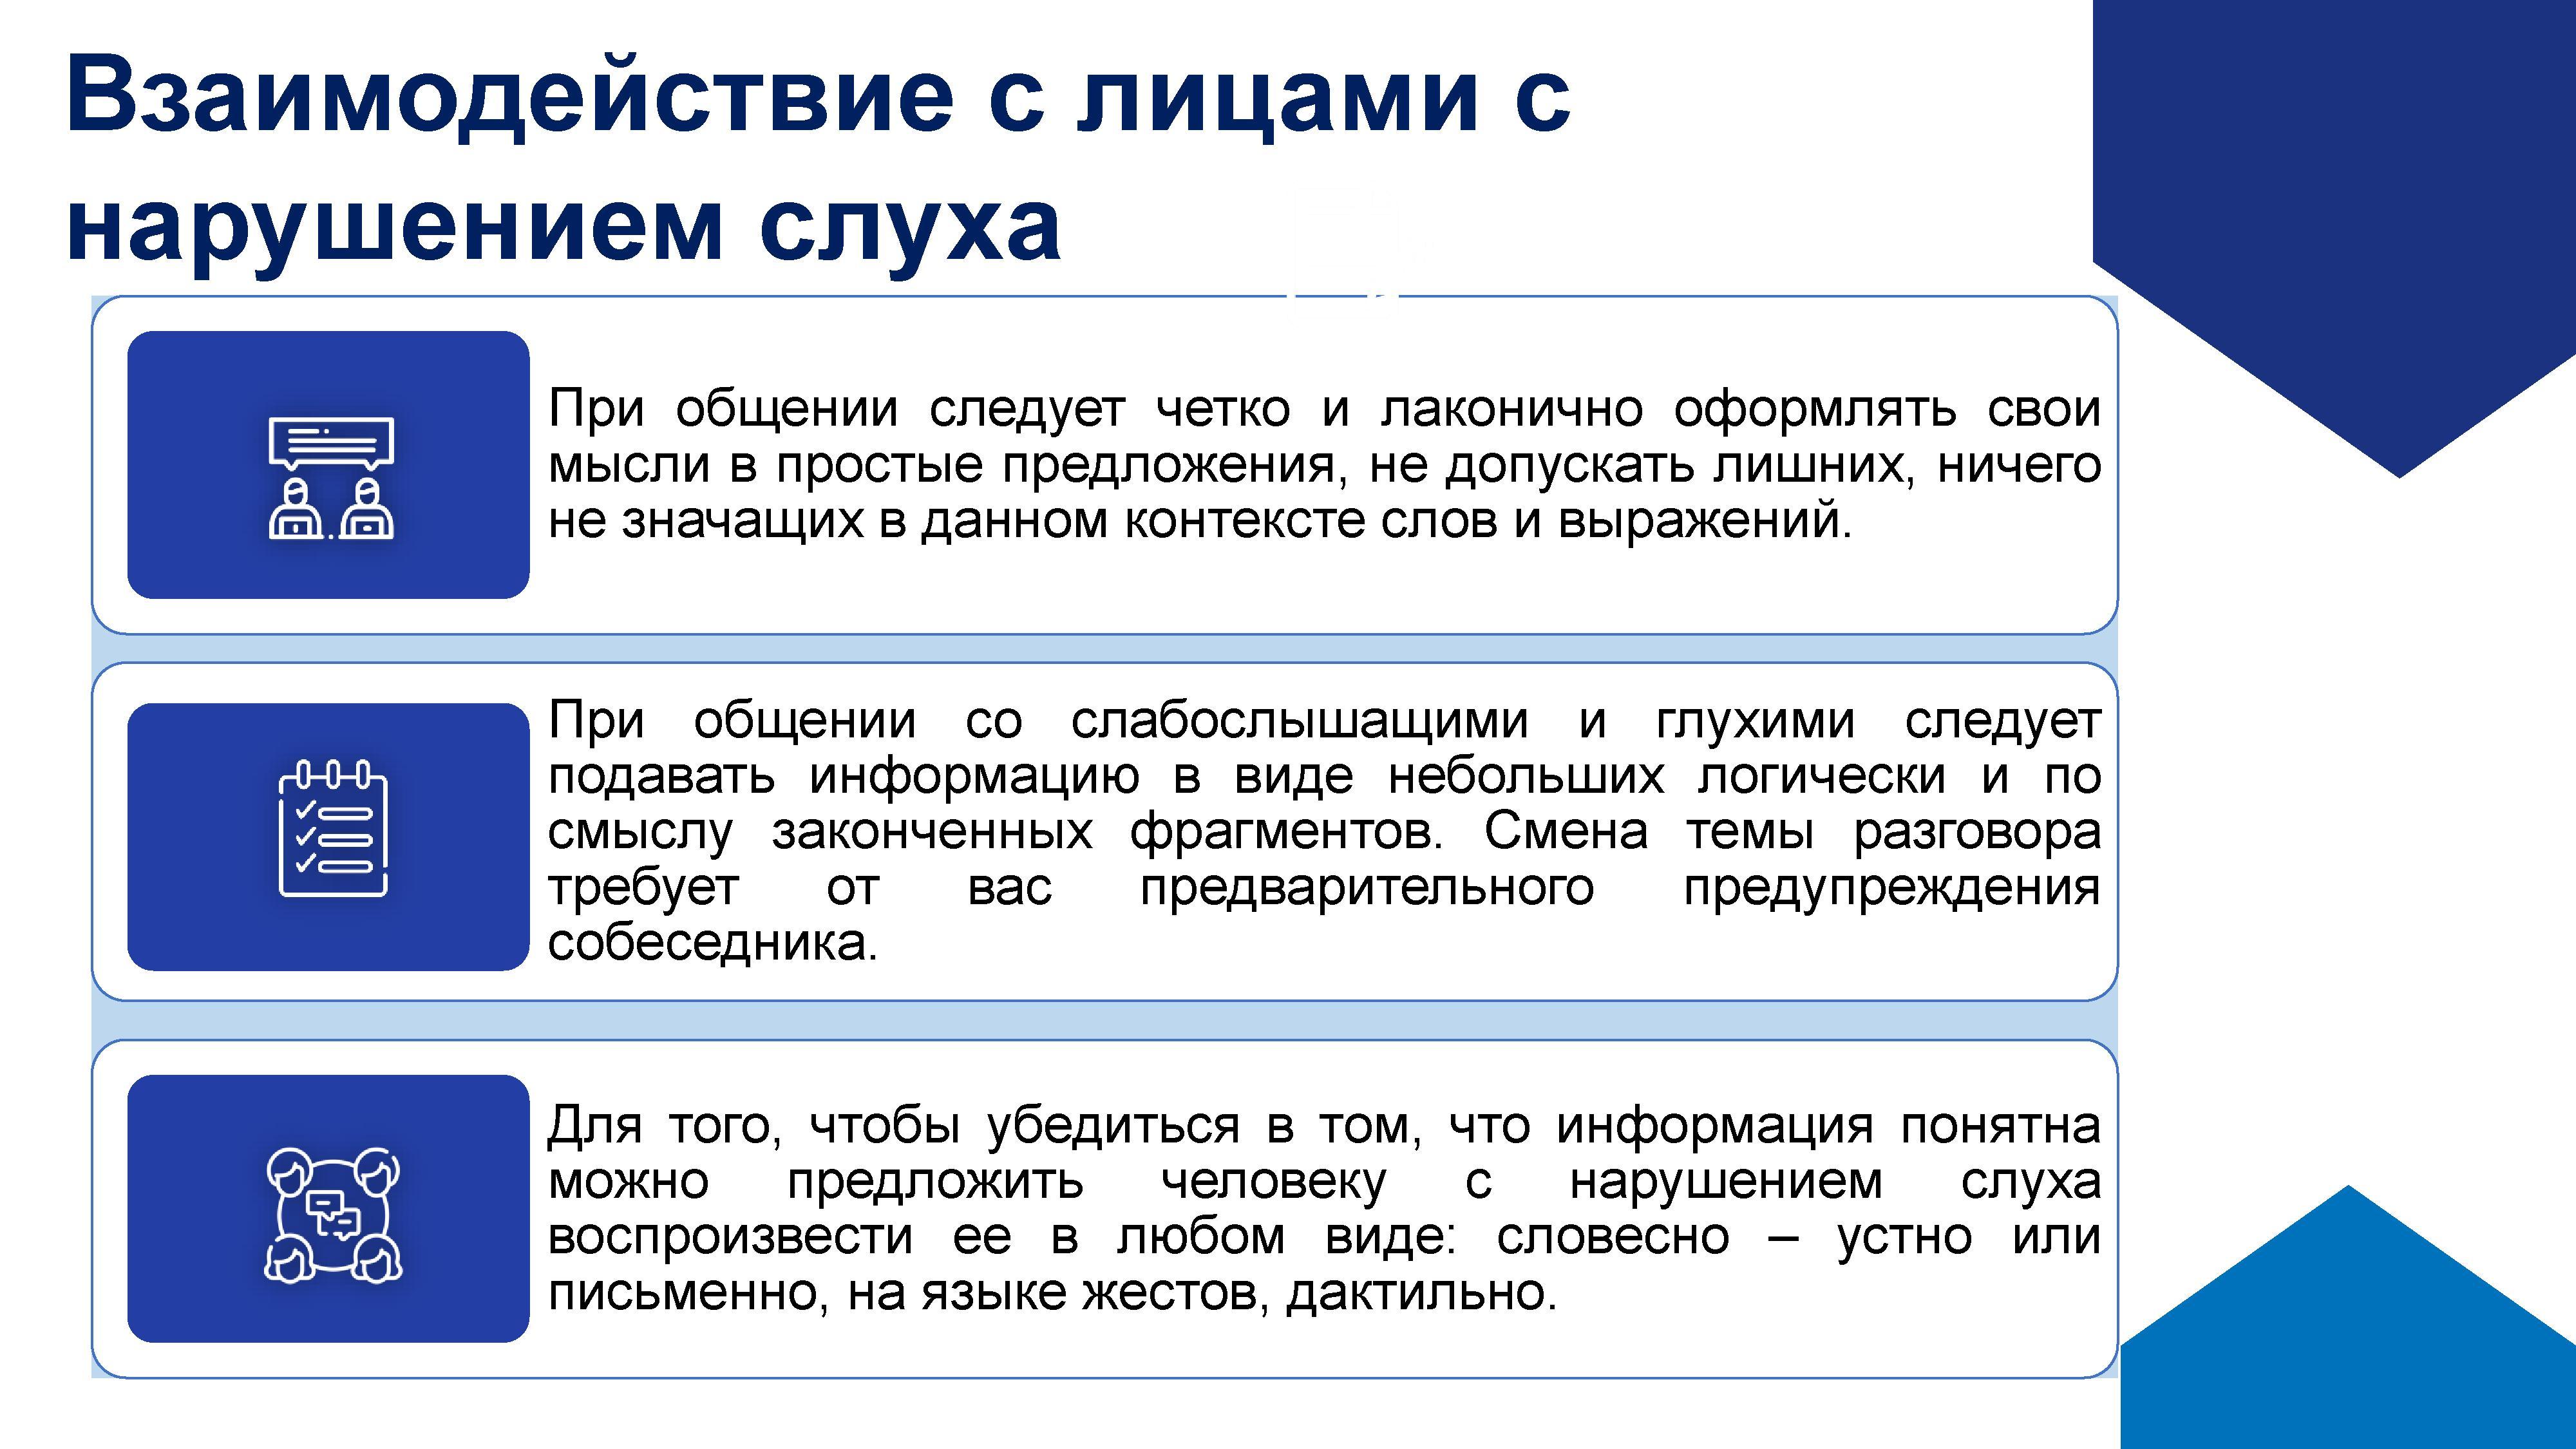 Взаимодействие с лицами с
нарушением слуха
При общении следует четко и лаконично оформлять свои
мысли в простые предложения, не допускать лишних, ничего
не значащих в данном контексте слов и выражений.
При общении со слабослышащими и глухими следует
подавать информацию в виде небольших логически и по
смыслу законченных фрагментов. Смена темы разговора
требует от вас предварительного предупреждения
собеседника.
Для того, чтобы убедиться в том, что информация понятна
можно предложить человеку с нарушением слуха
воспроизвести ее в любом виде: словесно – устно или
письменно, на языке жестов, дактильно.